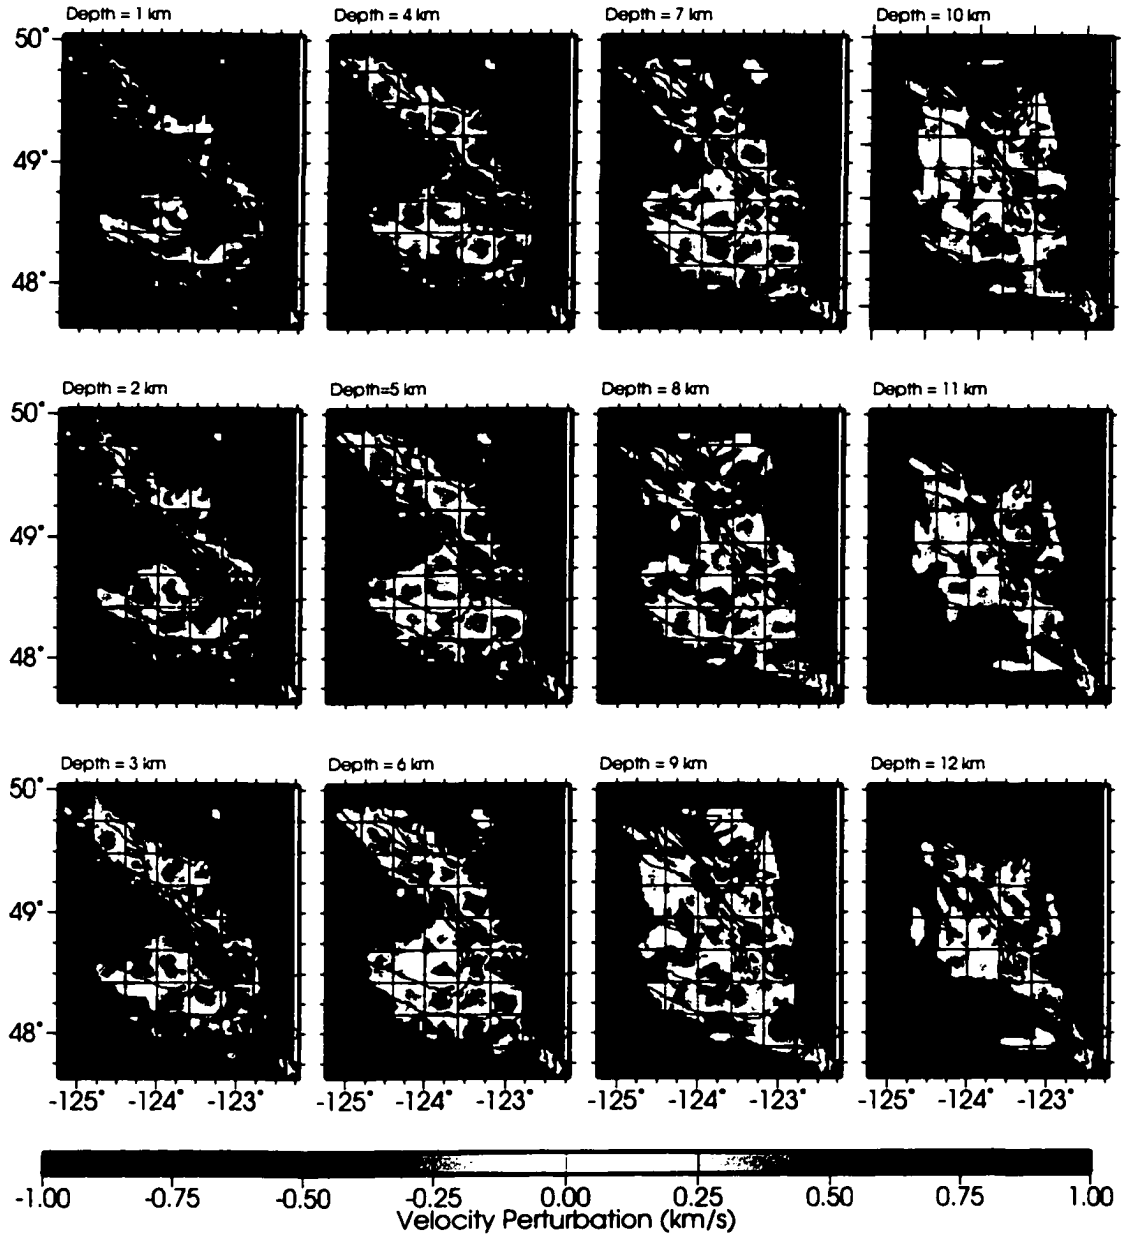 Depth = 1 km
Depth = 4 km
Depth = 7 km
Depth = 10 km
50°
49°
48°
Depth = 2 km
Depth=5 km
Depth = 8 km
Depth = 11 km
50°
49°
48°
Depth = 3 km
Depth = 6 km
Depth = 9 km
Depth = 12 km
50°
49°
48°
-125° -124° -123°
-125° -124° -123°
-125° -124° -123°
-125° -124° -123°
-1.00 -0.75 -0.50 -0.25 0.00 0.25 0.50 0.75 1.00
Velocity Perturbation (km/s)